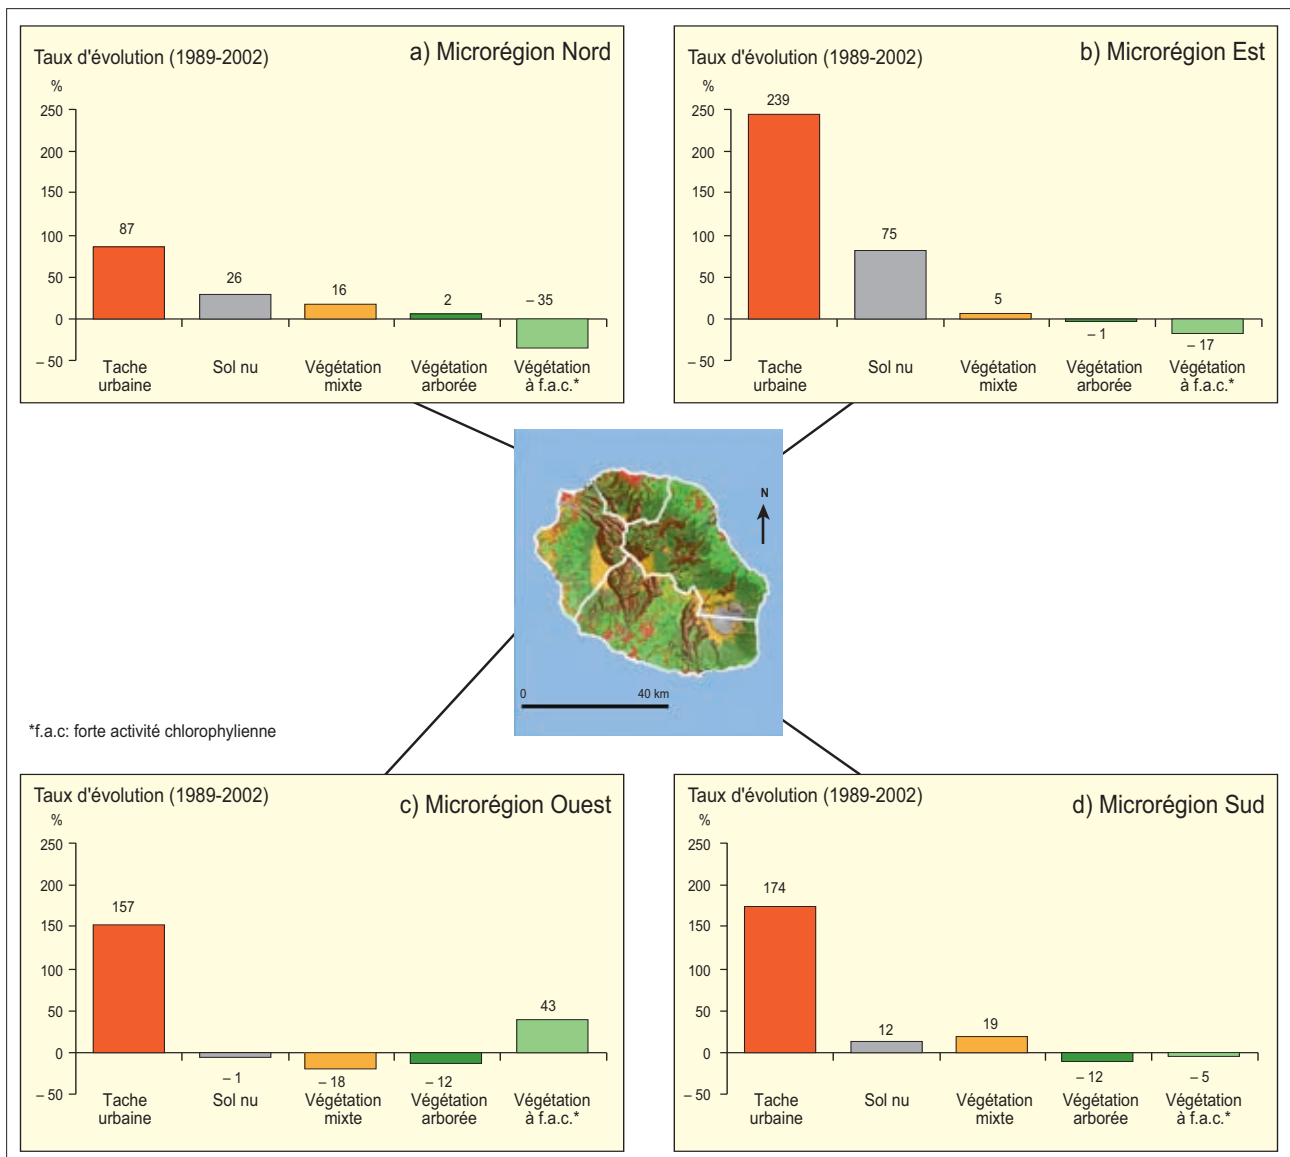 Taux d'évolution (1989-2002)
a) Microrégion Nord
%
250
200
150
100
50
0
– 50
87
26
16
2
– 35
Tache
urbaine
Sol nu
Végétation
mixte
Végétation
arborée
Végétation
à f.a.c.*
Taux d'évolution (1989-2002)
b) Microrégion Est
%
250
200
150
100
50
0
– 50
239
75
5
– 1
– 17
Tache
urbaine
Sol nu
Végétation
mixte
Végétation
arborée
Végétation
à f.a.c.*
N
0 40 km
*f.a.c: forte activité chlorophylienne
Taux d'évolution (1989-2002)
c) Microrégion Ouest
%
250
200
150
100
50
0
– 50
157
– 1
– 18
– 12
43
Tache
urbaine
Sol nu
Végétation
mixte
Végétation
arborée
Végétation
à f.a.c.*
Taux d'évolution (1989-2002)
d) Microrégion Sud
%
250
200
150
100
50
0
– 50
174
12
19
– 12
– 5
Tache
urbaine
Sol nu
Végétation
mixte
Végétation
arborée
Végétation
à f.a.c.*